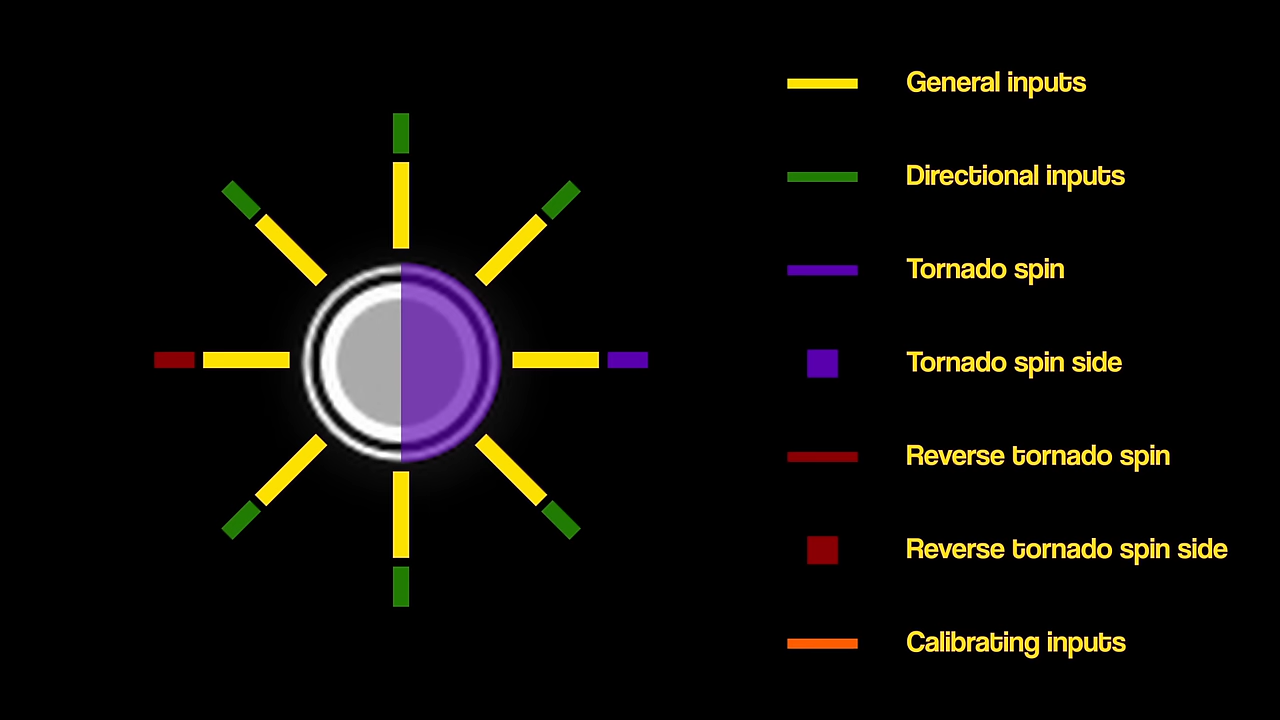 General inputs
Directional inputs
Tornado spin
Tornado spin side
Reverse tornado spin
Reverse tornado spin side
Calibrating inputs